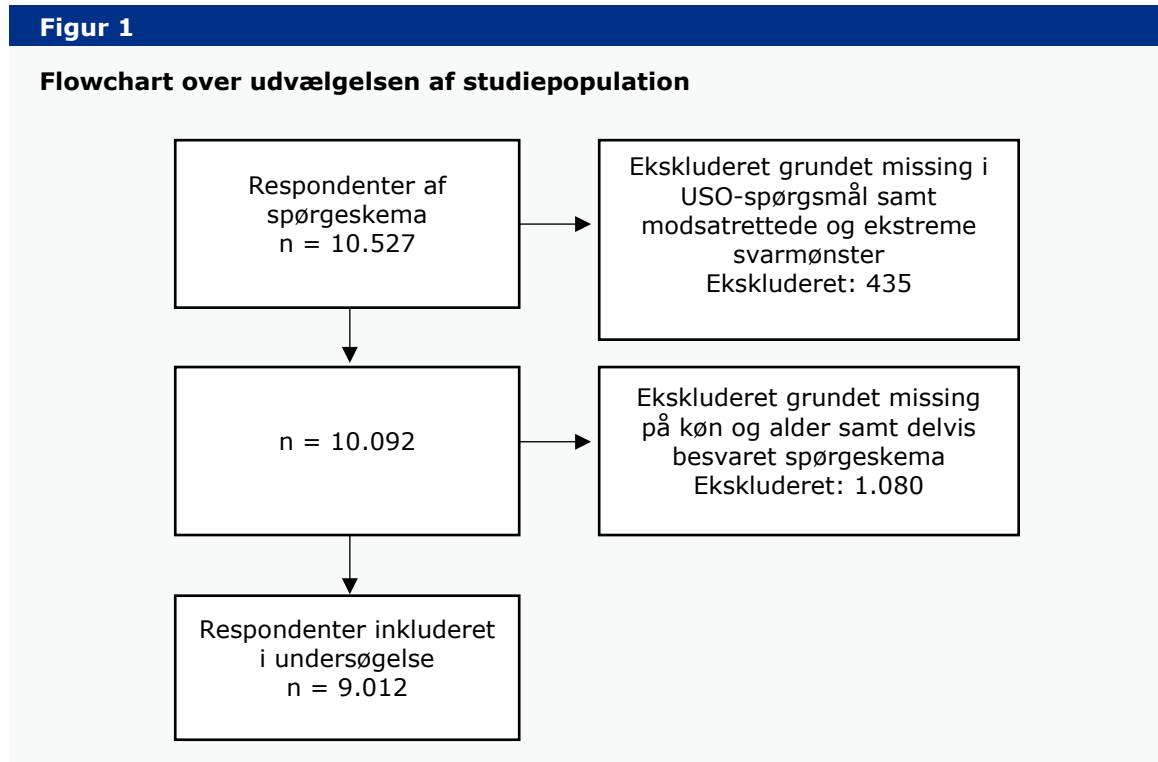 Figur 1
Flowchart over udvælgelsen af studiepopulation
Respondenter af
spørgeskema
n = 10.527
Ekskluderet grundet missing i
USO-spørgsmål samt
modsatrettede og ekstreme
svarmønster
Ekskluderet: 435
n = 10.092
Ekskluderet grundet missing
på køn og alder samt delvis
besvaret spørgeskema
Ekskluderet: 1.080
Respondenter inkluderet
i undersøgelse
n = 9.012